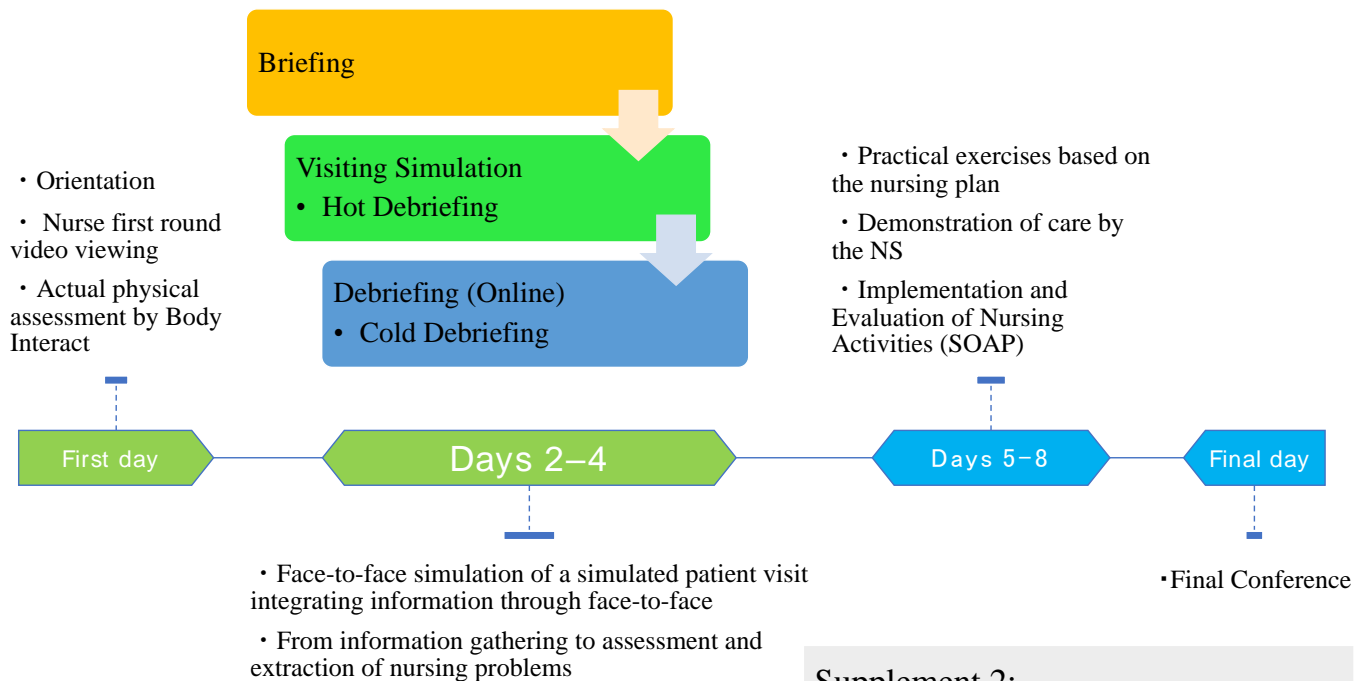 Briefing
Visiting Simulation
• Hot Debriefing
Debriefing (Online)
• Cold Debriefing
・Orientation
・ Nurse first round
video viewing
・Actual physical
assessment by Body
Interact
・Practical exercises based on
the nursing plan
・Demonstration of care by
the NS
・Implementation and
Evaluation of Nursing
Activities (SOAP)
First day
Days 2–4
Days 5–8
Final day
・Face-to-face simulation of a simulated patient visit
integrating information through face-to-face
・From information gathering to assessment and
extraction of nursing problems
・Final Conference
Supplement 2: